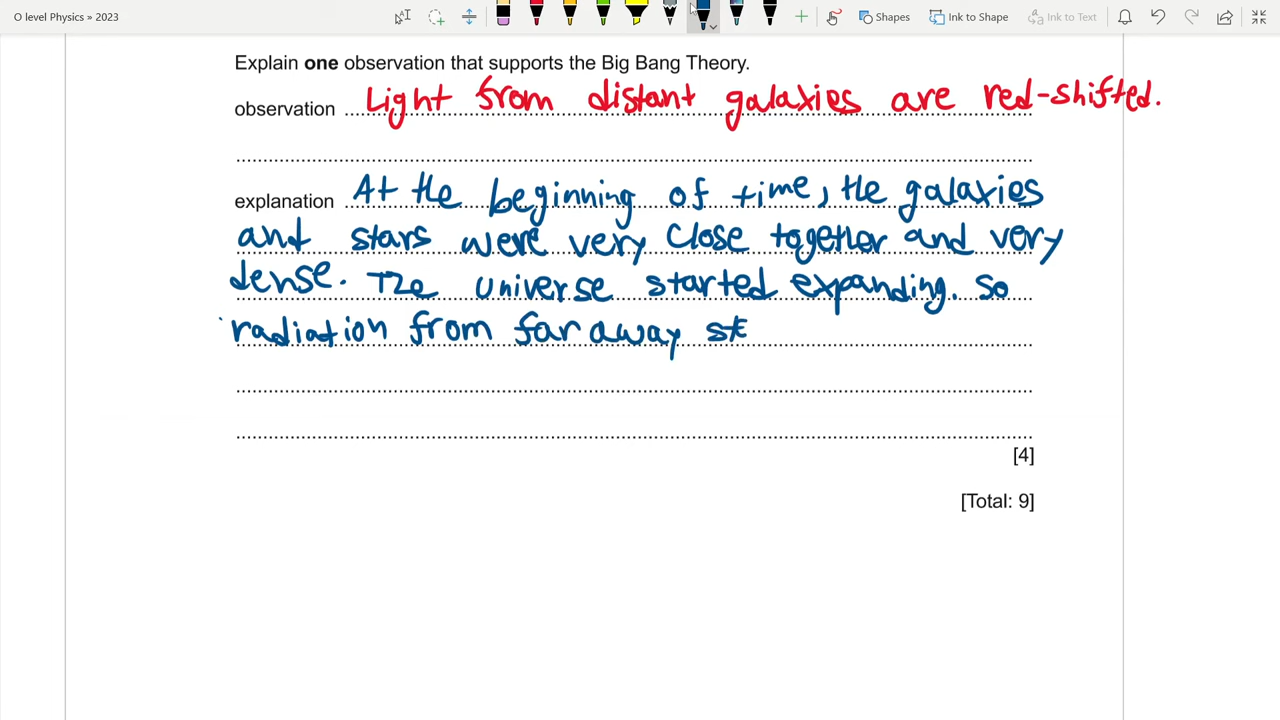 O level Physics » 2023
Shapes Ink to Shape Ink to Text
Explain one observation that supports the Big Bang Theory.
observation Light from distant galaxies are red-shifted.
explanation At the beginning of time, the galaxies
and stars were very close together and very
dense. The universe started expanding. So
radiation from far away st
[4]
[Total: 9]